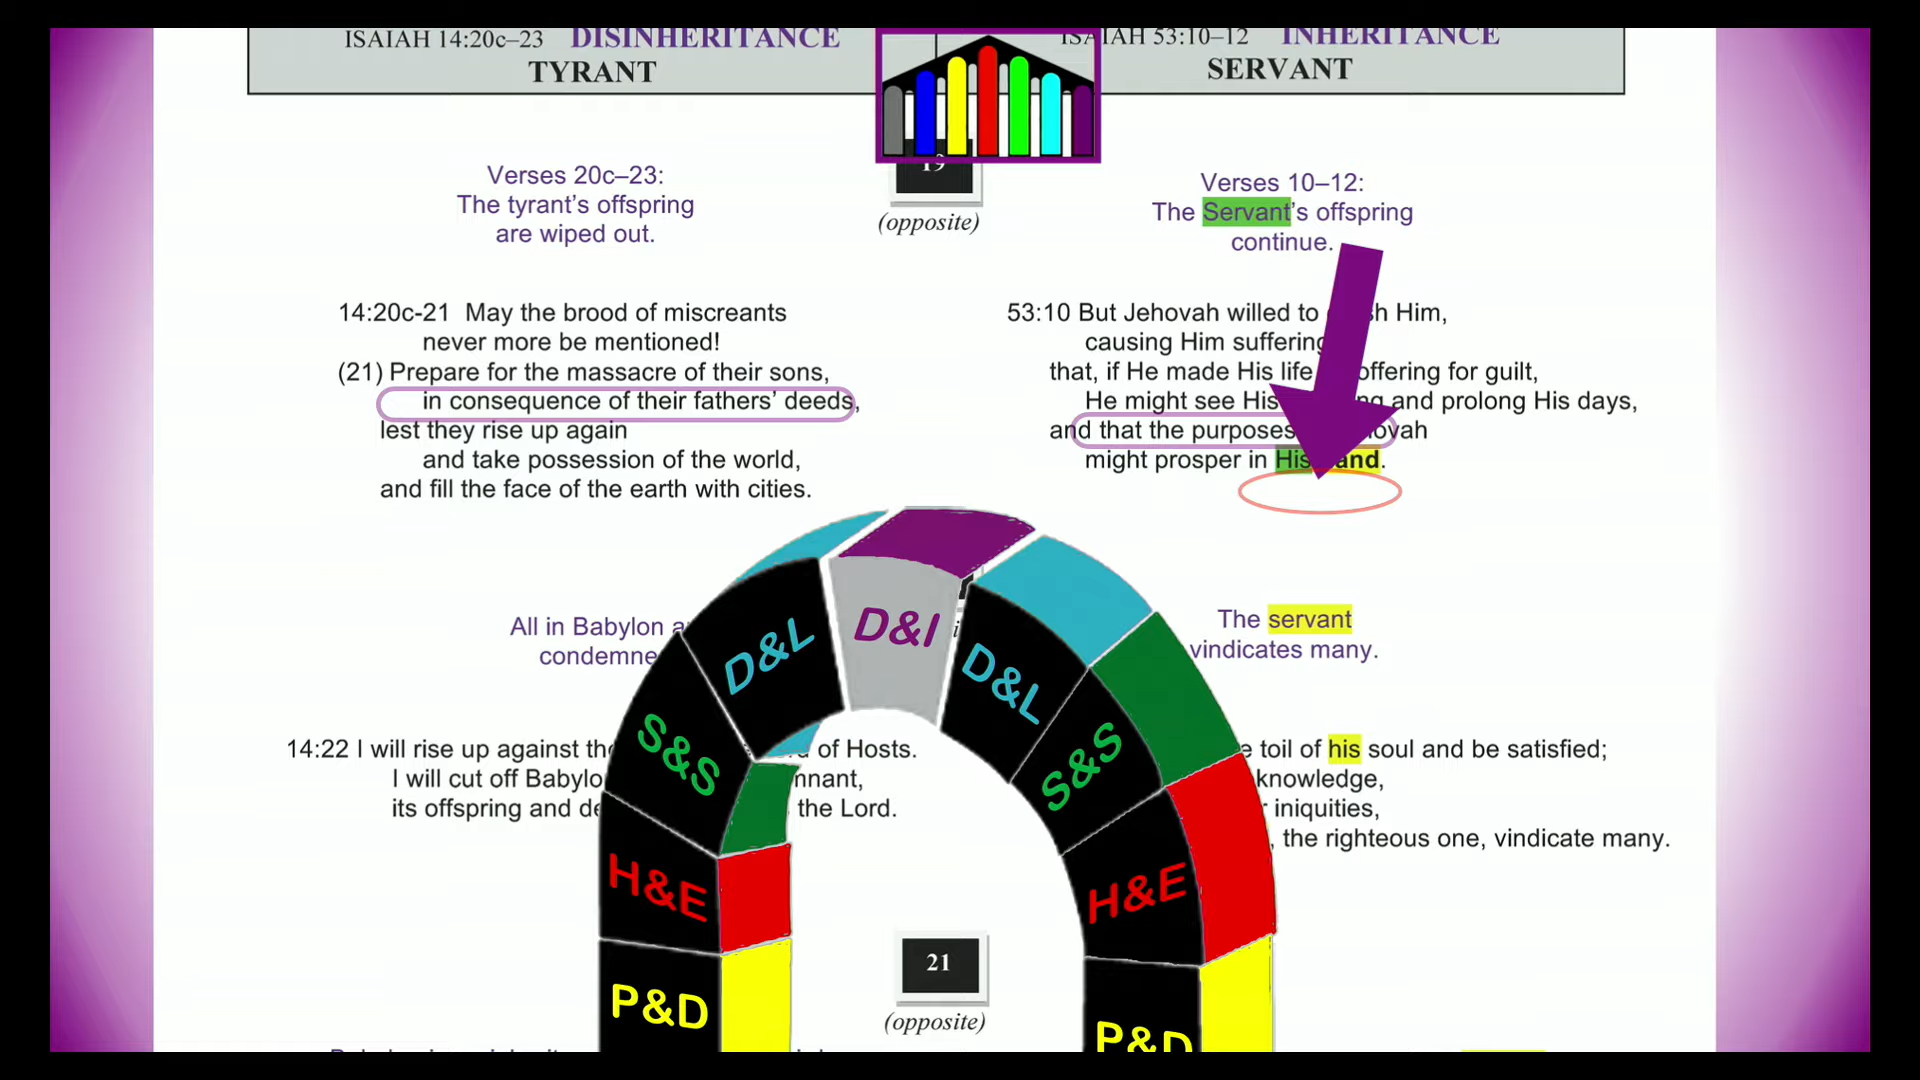 ISAIAH 14:20c–23 DISINHERITANCE
TYRANT
ISAIAH 53:10–12 INHERITANCE
SERVANT
19
(opposite)
Verses 20c–23:
The tyrant’s offspring
are wiped out.
Verses 10–12:
The Servant’s offspring
continue.
14:20c-21 May the brood of miscreants
never more be mentioned!
(21) Prepare for the massacre of their sons,
in consequence of their fathers’ deeds,
lest they rise up again
and take possession of the world,
and fill the face of the earth with cities.
53:10 But Jehovah willed to Him,
causing Him suffering
that, if He made His life offering for guilt,
He might see His and prolong His days,
and that the purposes
might prosper in His
All in Babylon
The servant
vindicates many.
14:22 I will rise up against of Hosts.
I will cut off
its offspring and the Lord.
toil of his soul and be satisfied;
knowledge,
iniquities,
the righteous one, vindicate many.
D&L
D&I
D&L
S&S
S&S
H&E
H&E
P&D
P&D
21
(opposite)